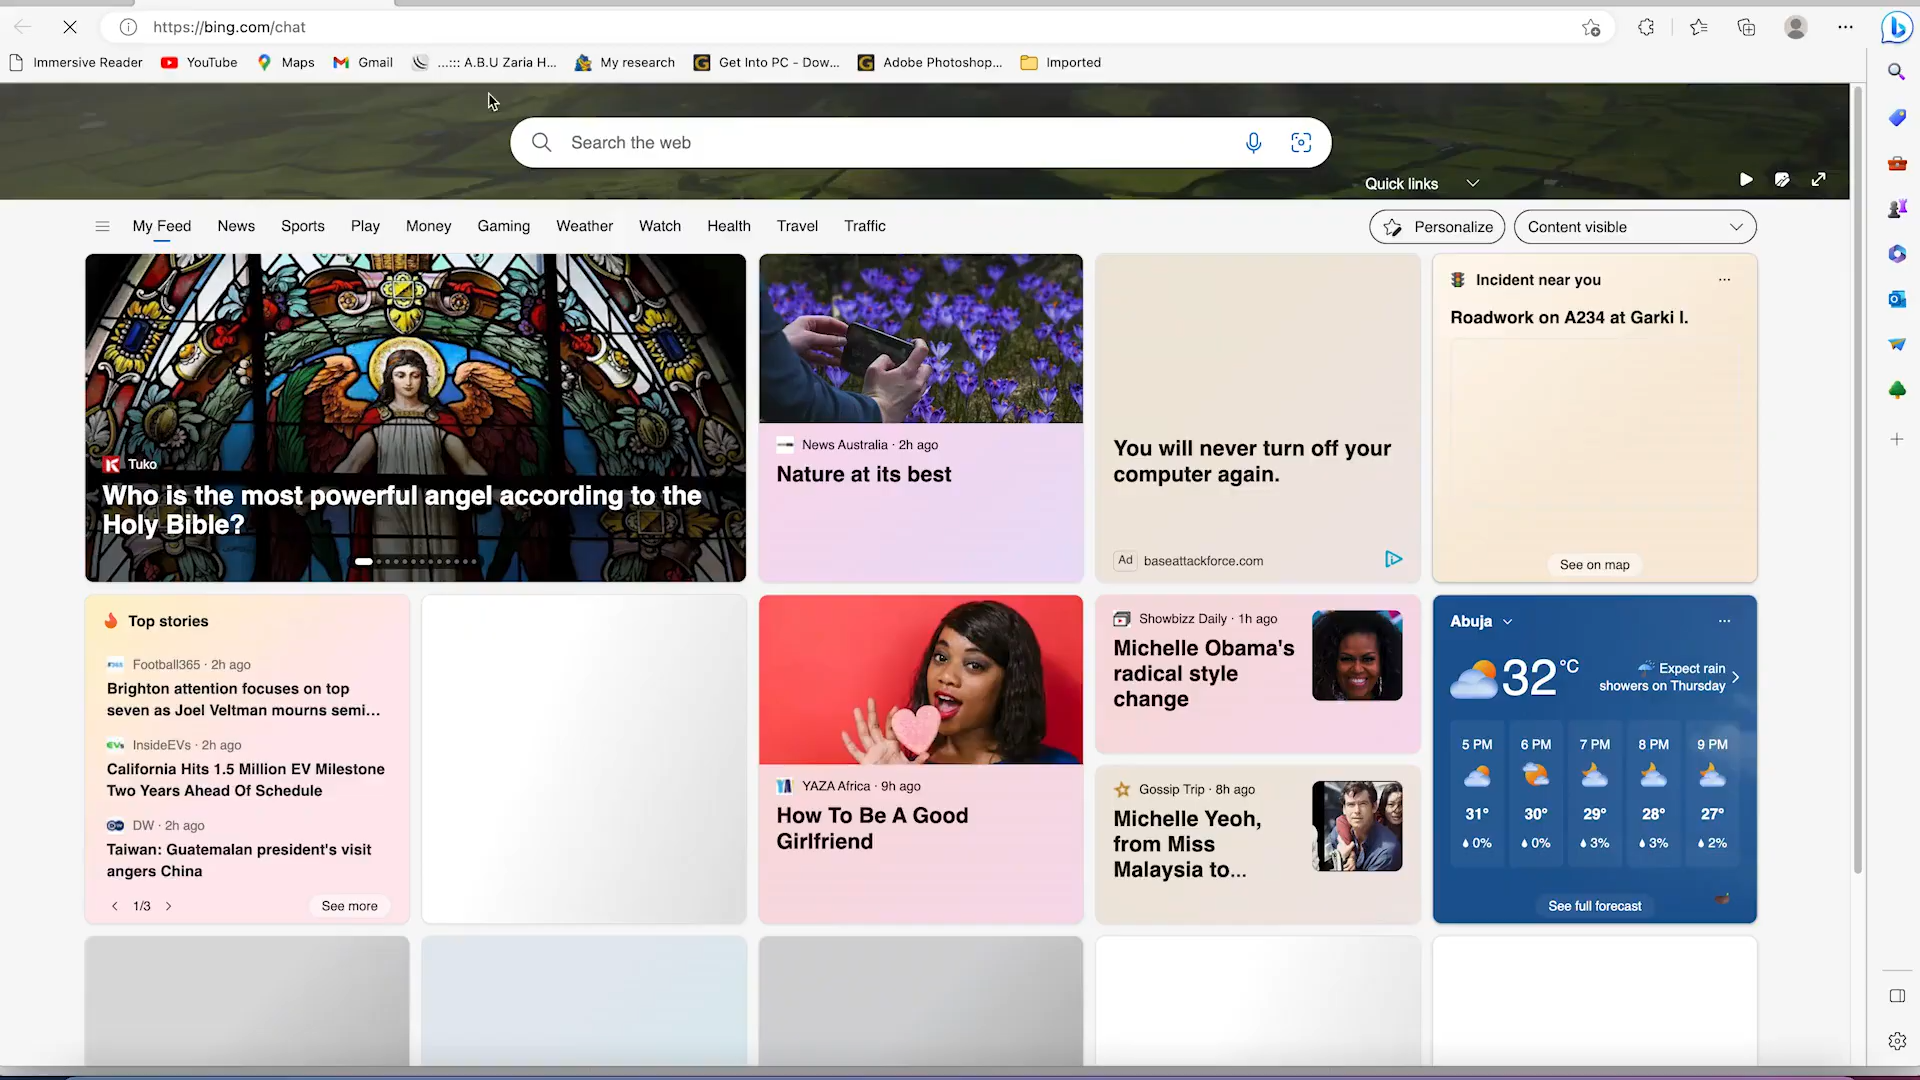 https://bing.com/chat
Immersive Reader
YouTube
Maps
Gmail
...::: A.B.U Zaria H...
My research
Get Into PC - Dow...
Adobe Photoshop...
Imported
Search the web
Quick links
My Feed
News
Sports
Play
Money
Gaming
Weather
Watch
Health
Travel
Traffic
Personalize
Content visible
Tuko
Who is the most powerful angel according to the
Holy Bible?
News Australia · 2h ago
Nature at its best
You will never turn off your
computer again.
Ad baseattackforce.com
Incident near you
Roadwork on A234 at Garki I.
See on map
Top stories
Football365 · 2h ago
Brighton attention focuses on top
seven as Joel Veltman mourns semi...
InsideEVs · 2h ago
California Hits 1.5 Million EV Milestone
Two Years Ahead Of Schedule
DW · 2h ago
Taiwan: Guatemalan president's visit
angers China
1/3
See more
YAZA Africa · 9h ago
How To Be A Good
Girlfriend
Showbizz Daily · 1h ago
Michelle Obama's
radical style
change
Gossip Trip · 8h ago
Michelle Yeoh,
from Miss
Malaysia to...
Abuja
32°C
Expect rain
showers on Thursday
5 PM 6 PM 7 PM 8 PM 9 PM
31° 30° 29° 28° 27°
0% 0% 3% 3% 2%
See full forecast